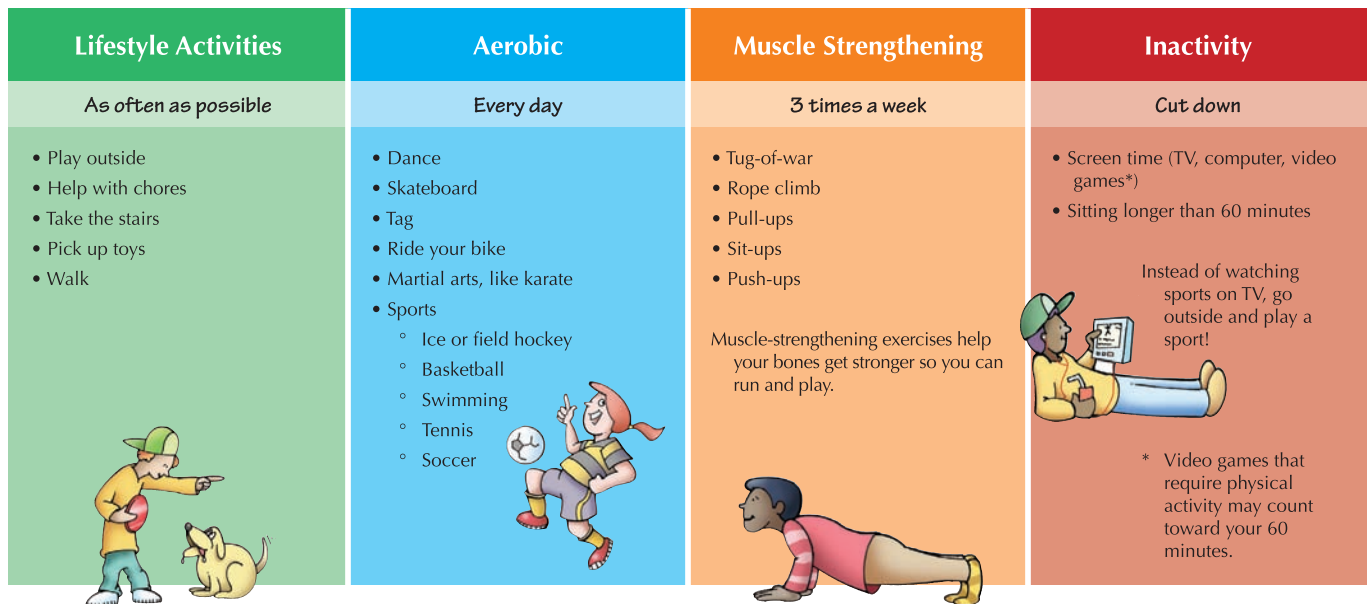 Lifestyle Activities
As often as possible
• Play outside
• Help with chores
• Take the stairs
• Pick up toys
• Walk
Aerobic
Every day
• Dance
• Skateboard
• Tag
• Ride your bike
• Martial arts, like karate
• Sports
° Ice or field hockey
° Basketball
° Swimming
° Tennis
° Soccer
Muscle Strengthening
3 times a week
• Tug-of-war
• Rope climb
• Pull-ups
• Sit-ups
• Push-ups
Muscle-strengthening exercises help
your bones get stronger so you can
run and play.
Inactivity
Cut down
• Screen time (TV, computer, video
games*)
• Sitting longer than 60 minutes
Instead of watching
sports on TV, go
outside and play a
sport!
* Video games that
require physical
activity may count
toward your 60
minutes.